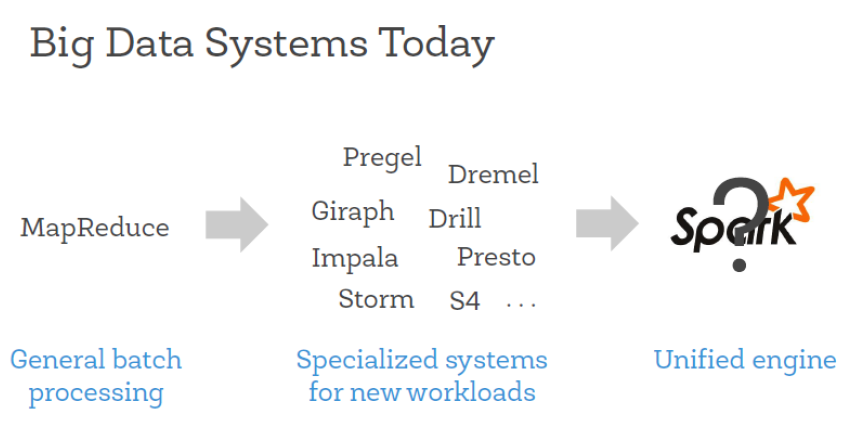 Big Data Systems Today
Pregel
Dremel
MapReduce
Giraph
Drill
Impala
Presto
Storm
S4
...
Spark
?
General batch
processing
Specialized systems
for new workloads
Unified engine